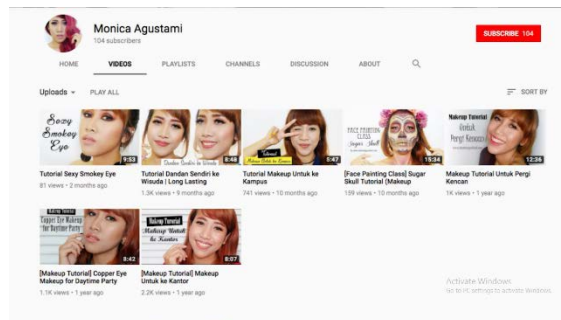 Monica Agustami
104 subscribers
SUBSCRIBE 104
HOME VIDEOS PLAYLISTS CHANNELS DISCUSSION ABOUT
Uploads PLAY ALL
SORT BY
Sexy
Smokey
Eye
9:53
Dandan Sendiri ke Wisuda
8:48
Tutorial
Makeup Untuk ke Kampus
5:47
FACE PAINTING
CLASS
Sugar Skull
15:34
Makeup Tutorial
Untuk
Pergi
Kencan
12:36
Tutorial Sexy Smokey Eye
81 views • 2 months ago
Tutorial Dandan Sendiri ke
Wisuda | Long Lasting
1.3K views • 9 months ago
Tutorial Makeup Untuk ke
Kampus
741 views • 10 months ago
[Face Painting Class] Sugar
Skull Tutorial (Makeup
159 views • 10 months ago
Makeup Tutorial Untuk Pergi
Kencan
1K views • 1 year ago
Makeup Tutorial
Copper Eye Makeup
for Daytime Party
8:42
Makeup Tutorial
Makeup Untuk
ke Kantor
8:07
[Makeup Tutorial] Copper Eye
Makeup for Daytime Party
1.1K views • 1 year ago
[Makeup Tutorial] Makeup
Untuk ke Kantor
2.2K views • 1 year ago
Activate Windows
Go to PC settings to activate Windows.